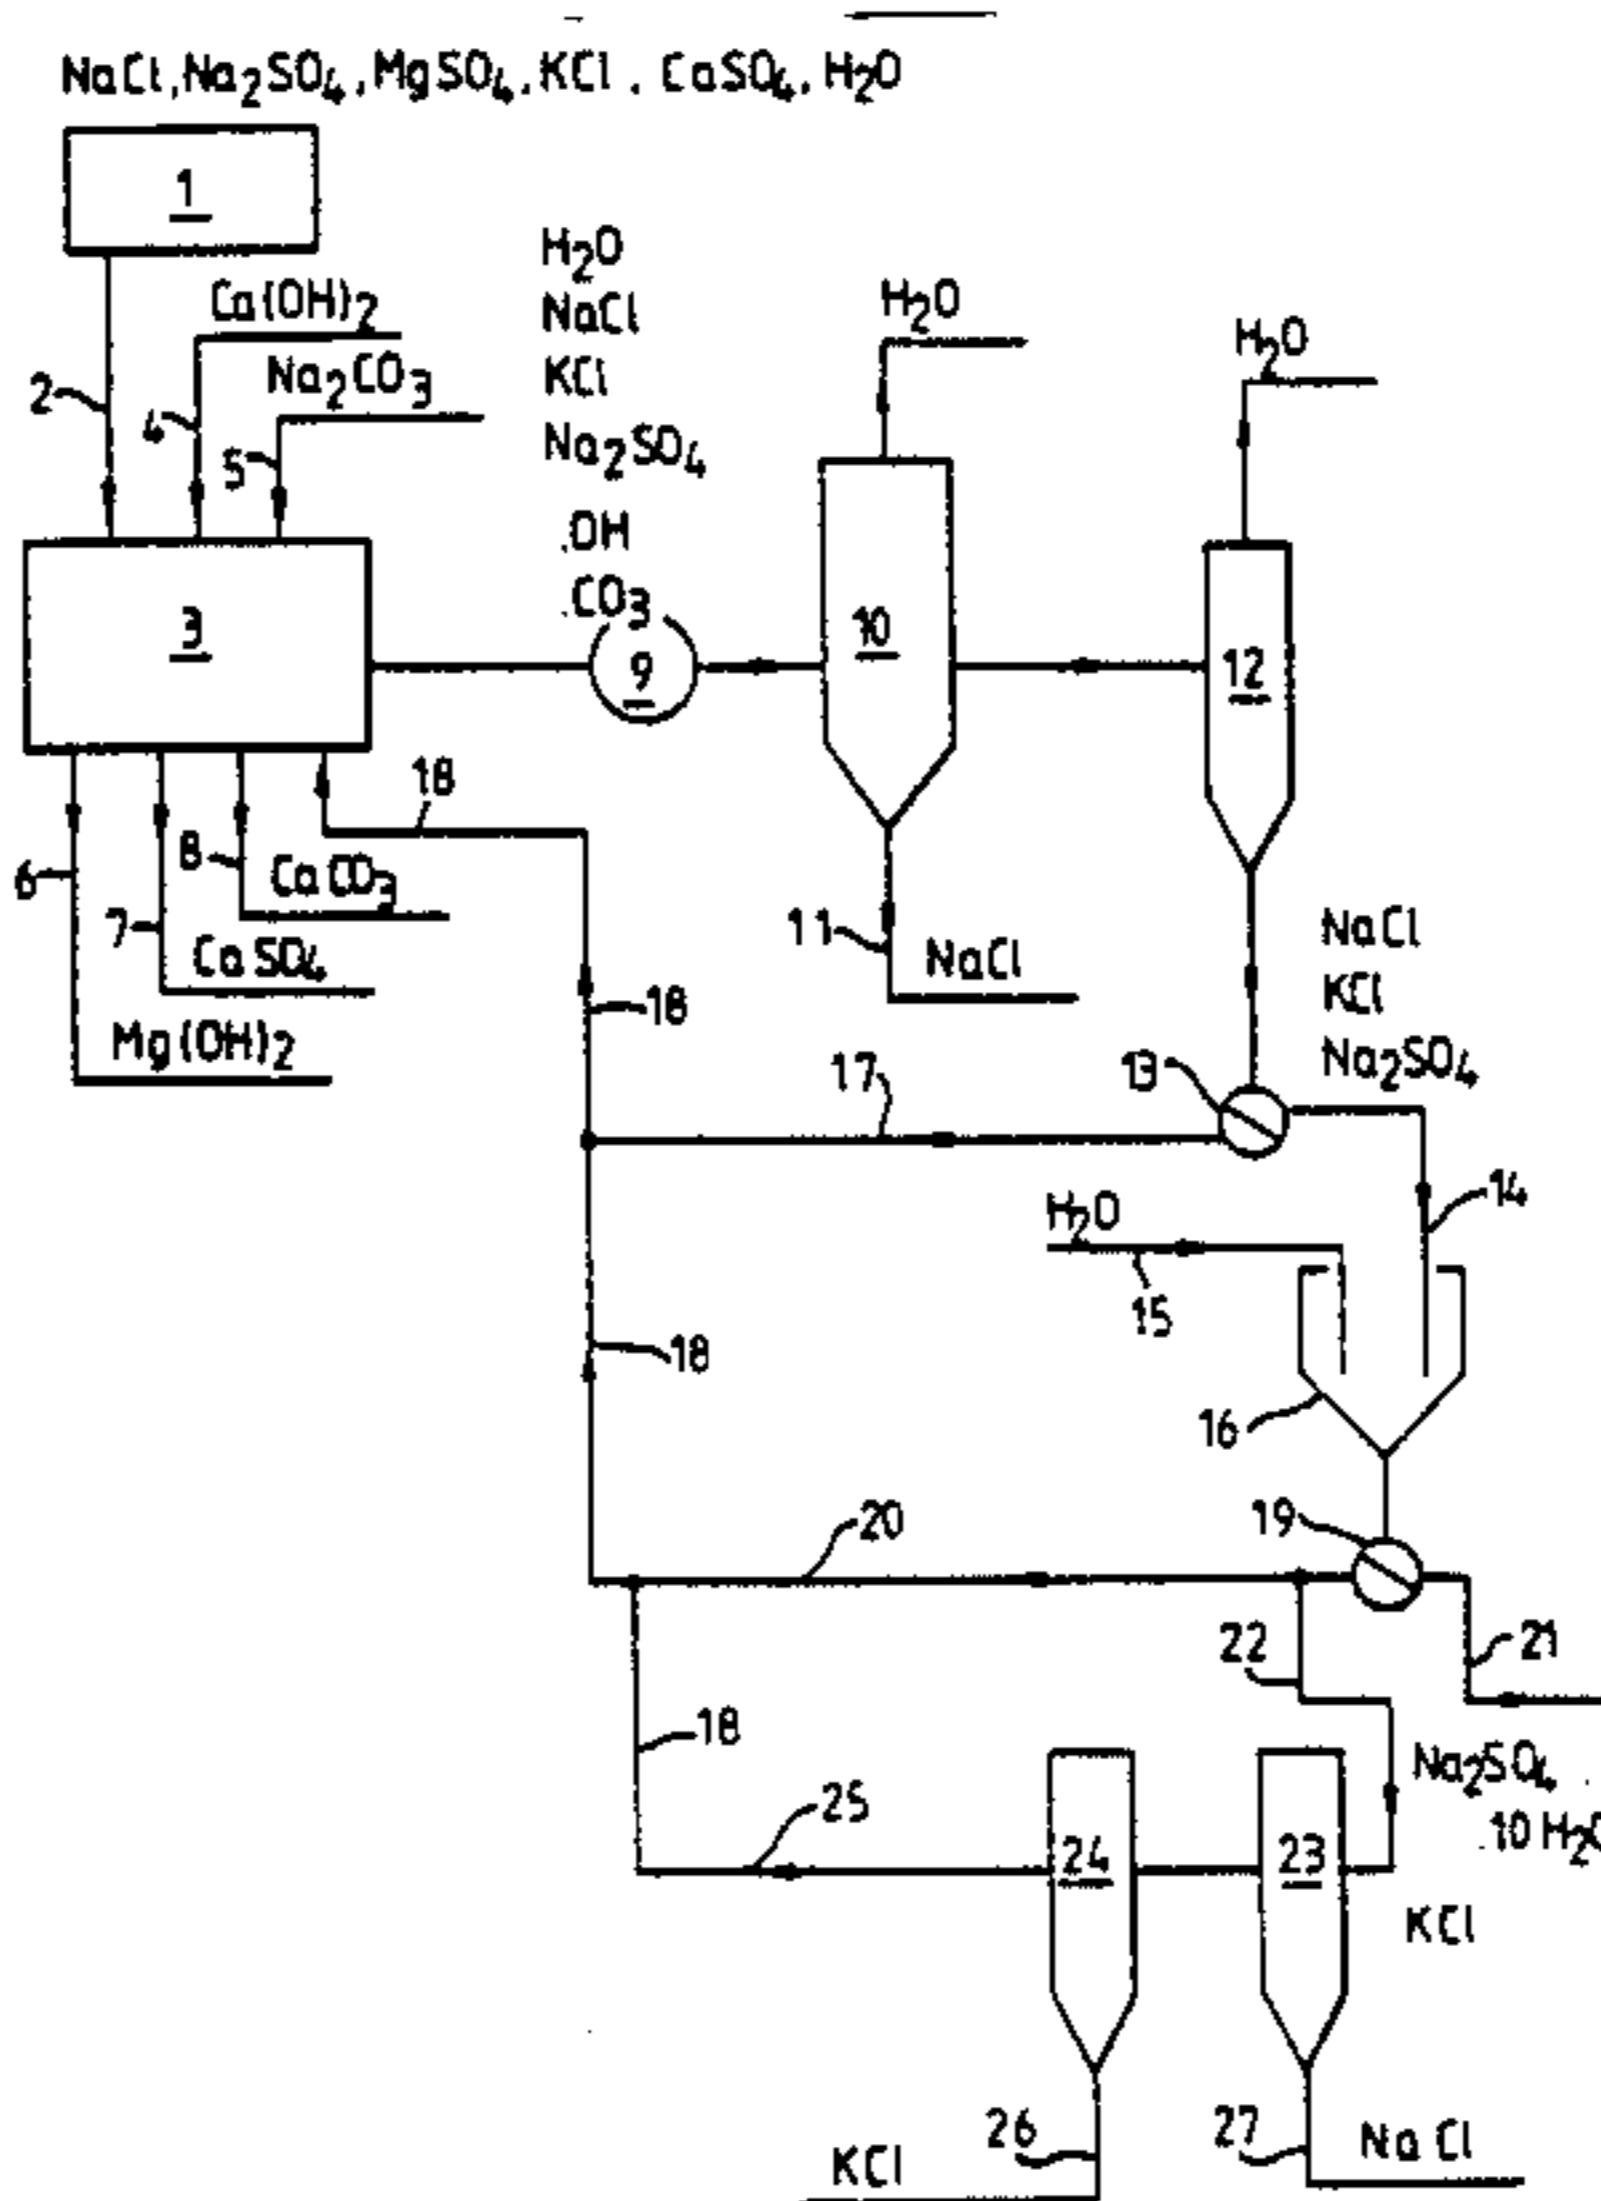 NaCl, Na2SO4, MgSO4, KCl, CaSO4, H2O
1
H2O
NaCl
KCl
Na2SO4
.OH
.CO3
Ca(OH)2
Na2CO3
2
4
5
H2O
H2O
3
9
10
12
18
6
7
8
CaCO3
CaSO4
Mg(OH)2
11
NaCl
NaCl
KCl
Na2SO4
18
17
13
14
H2O
15
16
18
19
20
21
22
18
Na2SO4
.10 H2O
25
24
23
KCl
26
27
KCl
NaCl